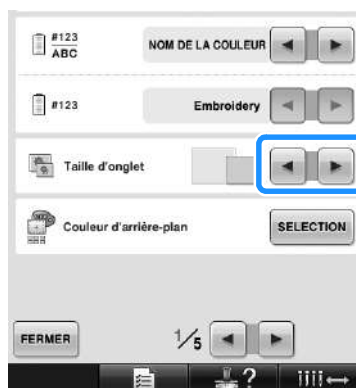 #123
ABC
NOM DE LA COULEUR
#123
Embroidery
Taille d'onglet
Couleur d'arrière-plan
SELECTION
FERMER
1/5
?